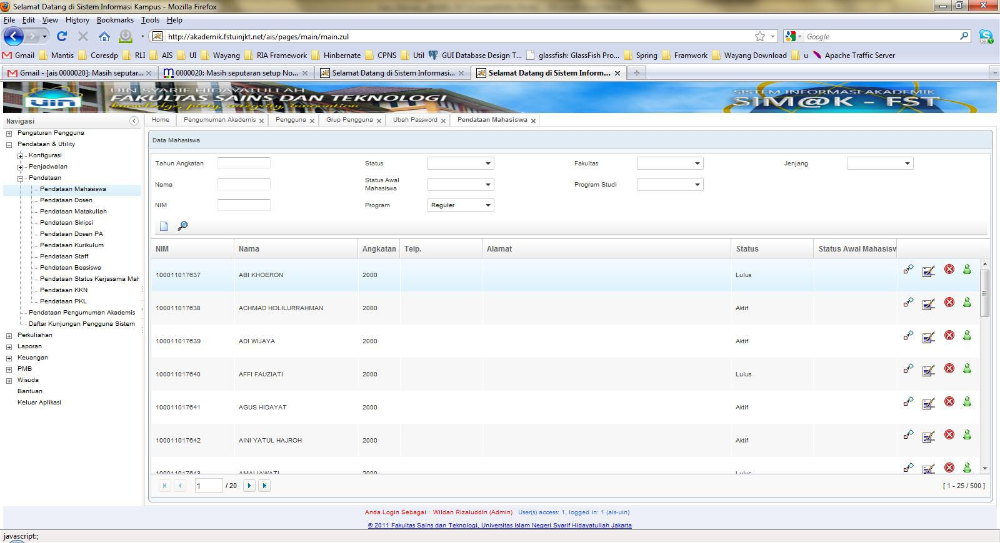 Selamat Datang di Sistem Informasi Kampus - Mozilla Firefox
File Edit View History Bookmarks Tools Help
http://akademik.fstuinjkt.net/ais/pages/main/main.zul
Google
Gmail Mantis Coresdp RLI AIS UI Wayang RIA Framework Hinbernate CPNS Util GUI Database Design T... glassfish: GlassFish Pro... Spring Framwork Wayang Download u Apache Traffic Server
Gmail - [ais 0000020]: Masih seputar... 0000020: Masih seputaran setup No... Selamat Datang di Sistem Informasi... Selamat Datang di Sistem Inform...
uin
UIN SYARIF HIDAYATULLAH
FAKULTAS SAINS DAN TEKNOLOGI
knowledge, piety, integrity, innovation
SISTEM INFORMASI AKADEMIK
SIM@K - FST
Navigasi
Pengaturan Pengguna
Pendataan & Utility
Konfigurasi
Penjadwalan
Pendataan
Pendataan Mahasiswa
Pendataan Dosen
Pendataan Matakuliah
Pendataan Skripsi
Pendataan Dosen PA
Pendataan Kurikulum
Pendataan Staff
Pendataan Beasiswa
Pendataan Status Kerjasama Mah
Pendataan KKN
Pendataan PKL
Pendataan Pengumuman Akademis
Daftar Kunjungan Pengguna Sistem
Perkuliahan
Laporan
Keuangan
PMB
Wisuda
Bantuan
Keluar Aplikasi
Home Pengumuman Akademis Pengguna Grup Pengguna Ubah Password Pendataan Mahasiswa
Data Mahasiswa
Tahun Angkatan Status Fakultas Jenjang
Nama Status Awal Mahasiswa Program Studi
NIM Program Reguler
NIM Nama Angkatan Telp. Alamat Status Status Awal Mahasisw
100011017637 ABI KHOERON 2000 Lulus
100011017638 ACHMAD HOLILURRAHMAN 2000 Aktif
100011017639 ADI WIJAYA 2000 Aktif
100011017640 AFFI FAUZIATI 2000 Lulus
100011017641 AGUS HIDAYAT 2000 Aktif
100011017642 AINI YATUL HAJROH 2000 Aktif
100011017643 AMALIAWATI 2000 Lulus
1 / 20
[ 1 - 25 / 500 ]
Anda Login Sebagai : Wildan Rizaluddin (Admin) User(s) access: 1, logged in: 1 (ais-uin)
© 2011 Fakultas Sains dan Teknologi, Universitas Islam Negeri Syarif Hidayatullah Jakarta
javascript:;